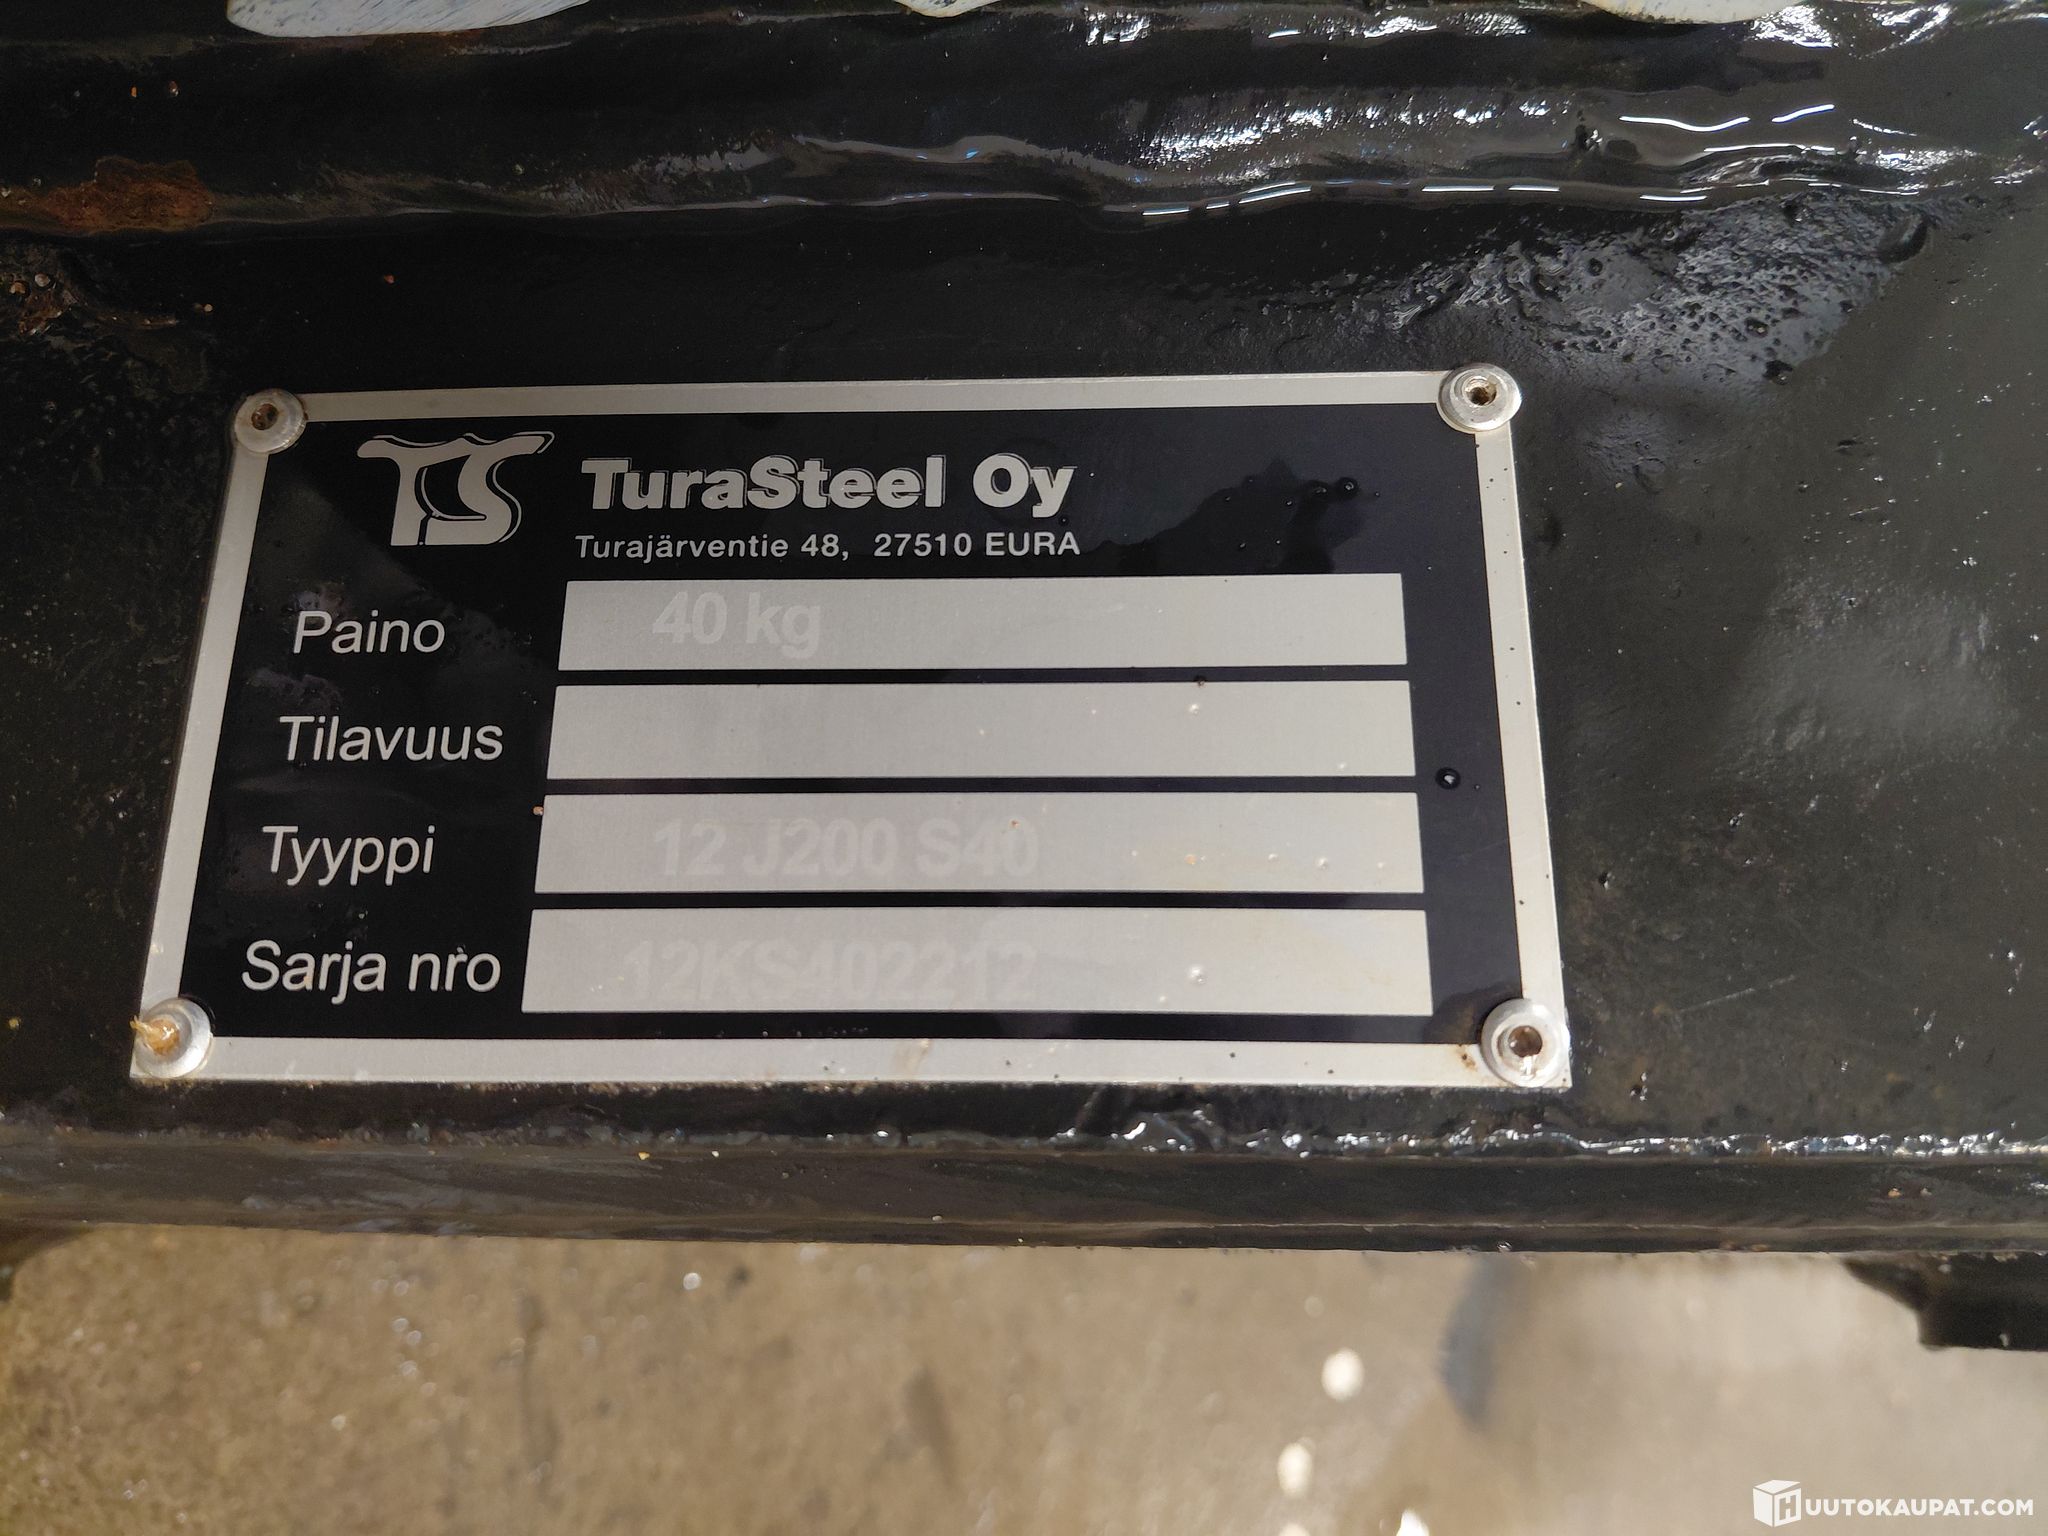 TS TuraSteel Oy
Turajärventie 48, 27510 EURA
Paino 40 kg
Tilavuus
Tyyppi 12 J200 S40
Sarja nro 12KS402212
HUUTOKAUPAT.COM